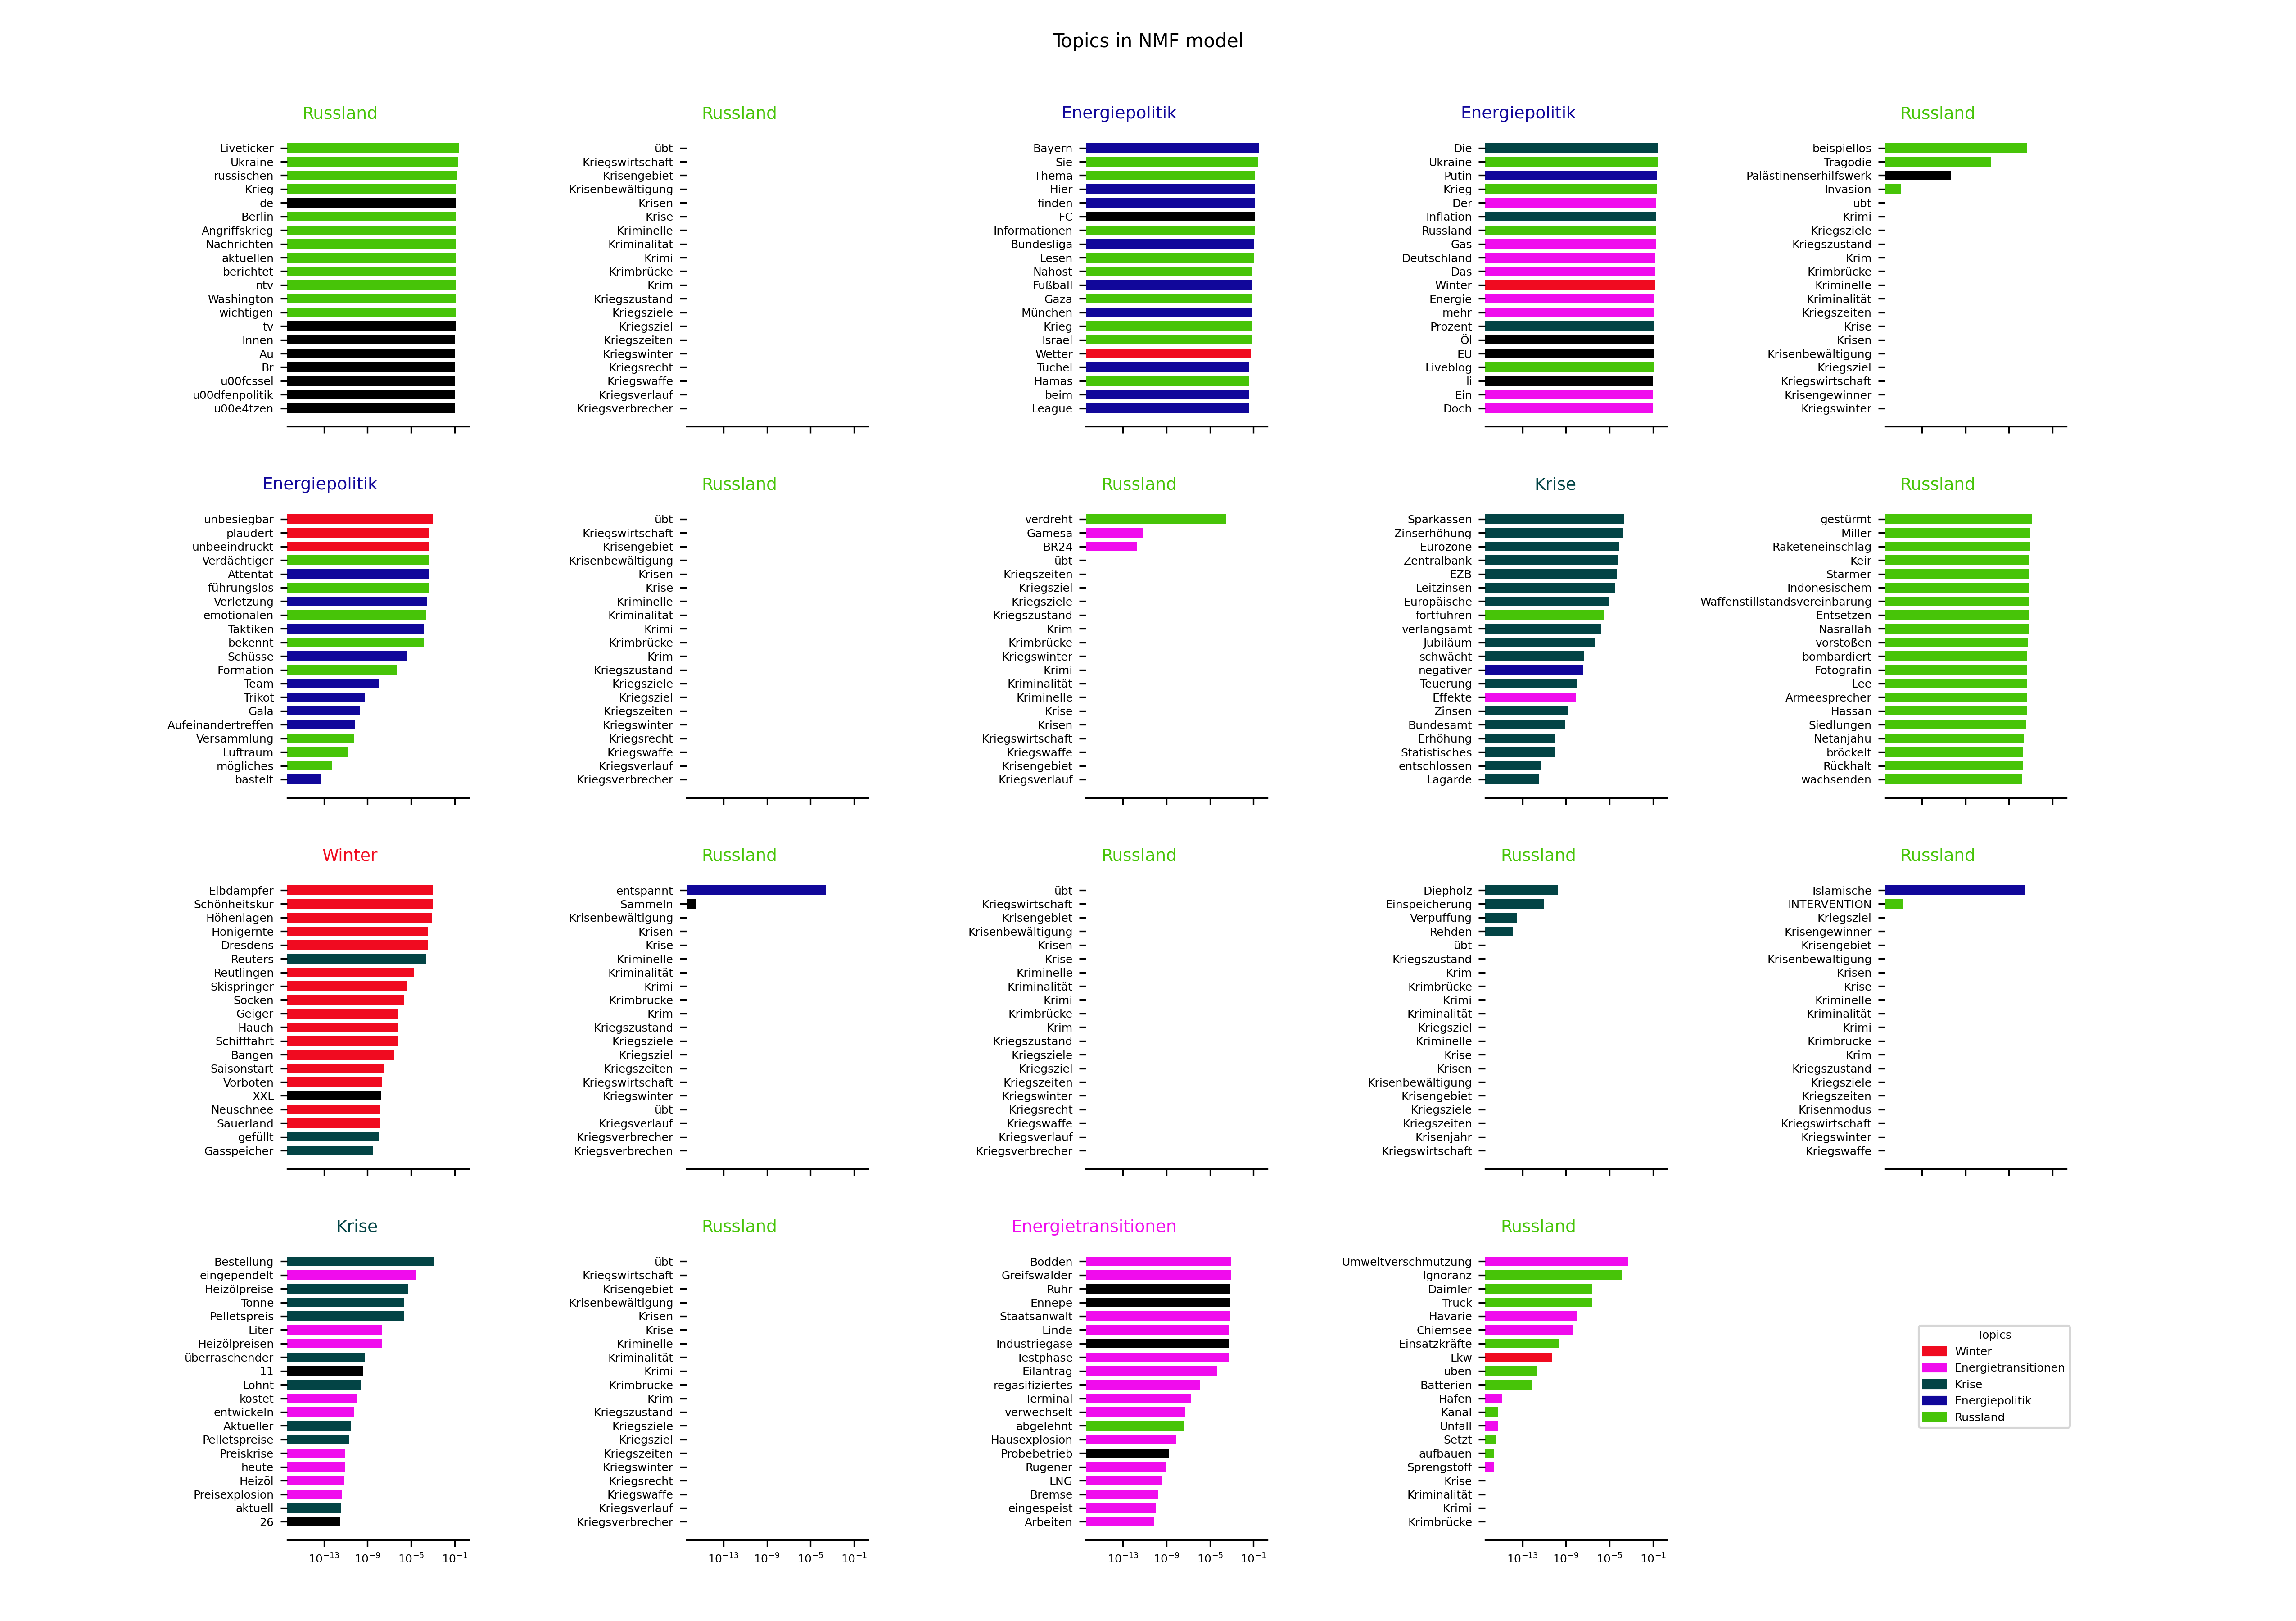 Topics in NMF model
Russland
Liveticker
Ukraine
russischen
Krieg
de
Berlin
Angriffskrieg
Nachrichten
aktuellen
berichtet
ntv
Washington
wichtigen
tv
Innen
Au
Br
u00fcssel
u00dfenpolitik
u00e4tzen
Russland
übt
Kriegswirtschaft
Krisengebiet
Krisenbewältigung
Krisen
Krise
Kriminelle
Kriminalität
Krimi
Krimbrücke
Krim
Kriegszustand
Kriegsziele
Kriegsziel
Kriegszeiten
Kriegswinter
Kriegsrecht
Kriegswaffe
Kriegsverlauf
Kriegsverbrecher
Energiepolitik
Bayern
Sie
Thema
Hier
finden
FC
Informationen
Bundesliga
Lesen
Nahost
Fußball
Gaza
München
Krieg
Israel
Wetter
Tuchel
Hamas
beim
League
Energiepolitik
Die
Ukraine
Putin
Krieg
Der
Inflation
Russland
Gas
Deutschland
Das
Winter
Energie
mehr
Prozent
Öl
EU
Liveblog
li
Ein
Doch
Russland
beispiellos
Tragödie
Palästinenserhilfswerk
Invasion
übt
Krimi
Kriegsziele
Kriegszustand
Krim
Krimbrücke
Kriminelle
Kriminalität
Kriegszeiten
Krise
Krisen
Krisenbewältigung
Kriegsziel
Kriegswirtschaft
Krisengewinner
Kriegswinter
Energiepolitik
unbesiegbar
plaudert
unbeeindruckt
Verdächtiger
Attentat
führungslos
Verletzung
emotionalen
Taktiken
bekennt
Schüsse
Formation
Team
Trikot
Gala
Aufeinandertreffen
Versammlung
Luftraum
mögliches
bastelt
Russland
übt
Kriegswirtschaft
Krisengebiet
Krisenbewältigung
Krisen
Krise
Kriminelle
Kriminalität
Krimi
Krimbrücke
Krim
Kriegszustand
Kriegsziele
Kriegsziel
Kriegszeiten
Kriegswinter
Kriegsrecht
Kriegswaffe
Kriegsverlauf
Kriegsverbrecher
Russland
verdreht
Gamesa
BR24
übt
Kriegszeiten
Kriegsziel
Kriegsziele
Kriegszustand
Krim
Krimbrücke
Kriegswinter
Krimi
Kriminalität
Kriminelle
Krise
Krisen
Kriegswirtschaft
Kriegswaffe
Krisengebiet
Kriegsverlauf
Krise
Sparkassen
Zinserhöhung
Eurozone
Zentralbank
EZB
Leitzinsen
Europäische
fortführen
verlangsamt
Jubiläum
schwächt
negativer
Teuerung
Effekte
Zinsen
Bundesamt
Erhöhung
Statistisches
entschlossen
Lagarde
Russland
gestürmt
Miller
Raketeneinschlag
Keir
Starmer
Indonesischem
Waffenstillstandsvereinbarung
Entsetzen
Nasrallah
vorstoßen
bombardiert
Fotografin
Lee
Armeesprecher
Hassan
Siedlungen
Netanjahu
bröckelt
Rückhalt
wachsenden
Winter
Elbdampfer
Schönheitskur
Höhenlagen
Honigernte
Dresdens
Reuters
Reutlingen
Skispringer
Socken
Geiger
Hauch
Schifffahrt
Bangen
Saisonstart
Vorboten
XXL
Neuschnee
Sauerland
gefüllt
Gasspeicher
Russland
entspannt
Sammeln
Krisenbewältigung
Krisen
Krise
Kriminelle
Kriminalität
Krimi
Krimbrücke
Krim
Kriegszustand
Kriegsziele
Kriegsziel
Kriegszeiten
Kriegswirtschaft
Kriegswinter
übt
Kriegsverlauf
Kriegsverbrecher
Kriegsverbrechen
Russland
übt
Kriegswirtschaft
Krisengebiet
Krisenbewältigung
Krisen
Krise
Kriminelle
Kriminalität
Krimi
Krimbrücke
Krim
Kriegszustand
Kriegsziele
Kriegsziel
Kriegszeiten
Kriegswinter
Kriegsrecht
Kriegswaffe
Kriegsverlauf
Kriegsverbrecher
Russland
Diepholz
Einspeicherung
Verpuffung
Rehden
übt
Kriegszustand
Krim
Krimbrücke
Krimi
Kriminalität
Kriegsziel
Kriminelle
Krise
Krisen
Krisenbewältigung
Krisengebiet
Kriegsziele
Kriegszeiten
Krisenjahr
Kriegswirtschaft
Russland
Islamische
INTERVENTION
Kriegsziel
Krisengewinner
Krisengebiet
Krisenbewältigung
Krisen
Krise
Kriminelle
Kriminalität
Krimi
Krimbrücke
Krim
Kriegszustand
Kriegsziele
Kriegszeiten
Krisenmodus
Kriegswirtschaft
Kriegswinter
Kriegswaffe
Krise
Bestellung
eingependelt
Heizölpreise
Tonne
Pelletspreis
Liter
Heizölpreisen
überraschender
11
Lohnt
kostet
entwickeln
Aktueller
Pelletspreise
Preiskrise
heute
Heizöl
Preisexplosion
aktuell
26
10⁻¹³ 10⁻⁹ 10⁻⁵ 10⁻¹
Russland
übt
Kriegswirtschaft
Krisengebiet
Krisenbewältigung
Krisen
Krise
Kriminelle
Kriminalität
Krimi
Krimbrücke
Krim
Kriegszustand
Kriegsziele
Kriegsziel
Kriegszeiten
Kriegswinter
Kriegsrecht
Kriegswaffe
Kriegsverlauf
Kriegsverbrecher
10⁻¹³ 10⁻⁹ 10⁻⁵ 10⁻¹
Energietransitionen
Bodden
Greifswalder
Ruhr
Ennepe
Staatsanwalt
Linde
Industriegase
Testphase
Eilantrag
regasifiziertes
Terminal
verwechselt
abgelehnt
Hausexplosion
Probebetrieb
Rügener
LNG
Bremse
eingespeist
Arbeiten
10⁻¹³ 10⁻⁹ 10⁻⁵ 10⁻¹
Russland
Umweltverschmutzung
Ignoranz
Daimler
Truck
Havarie
Chiemsee
Einsatzkräfte
Lkw
üben
Batterien
Hafen
Kanal
Unfall
Setzt
aufbauen
Sprengstoff
Krise
Kriminalität
Krimi
Krimbrücke
10⁻¹³ 10⁻⁹ 10⁻⁵ 10⁻¹
Topics
Winter
Energietransitionen
Krise
Energiepolitik
Russland